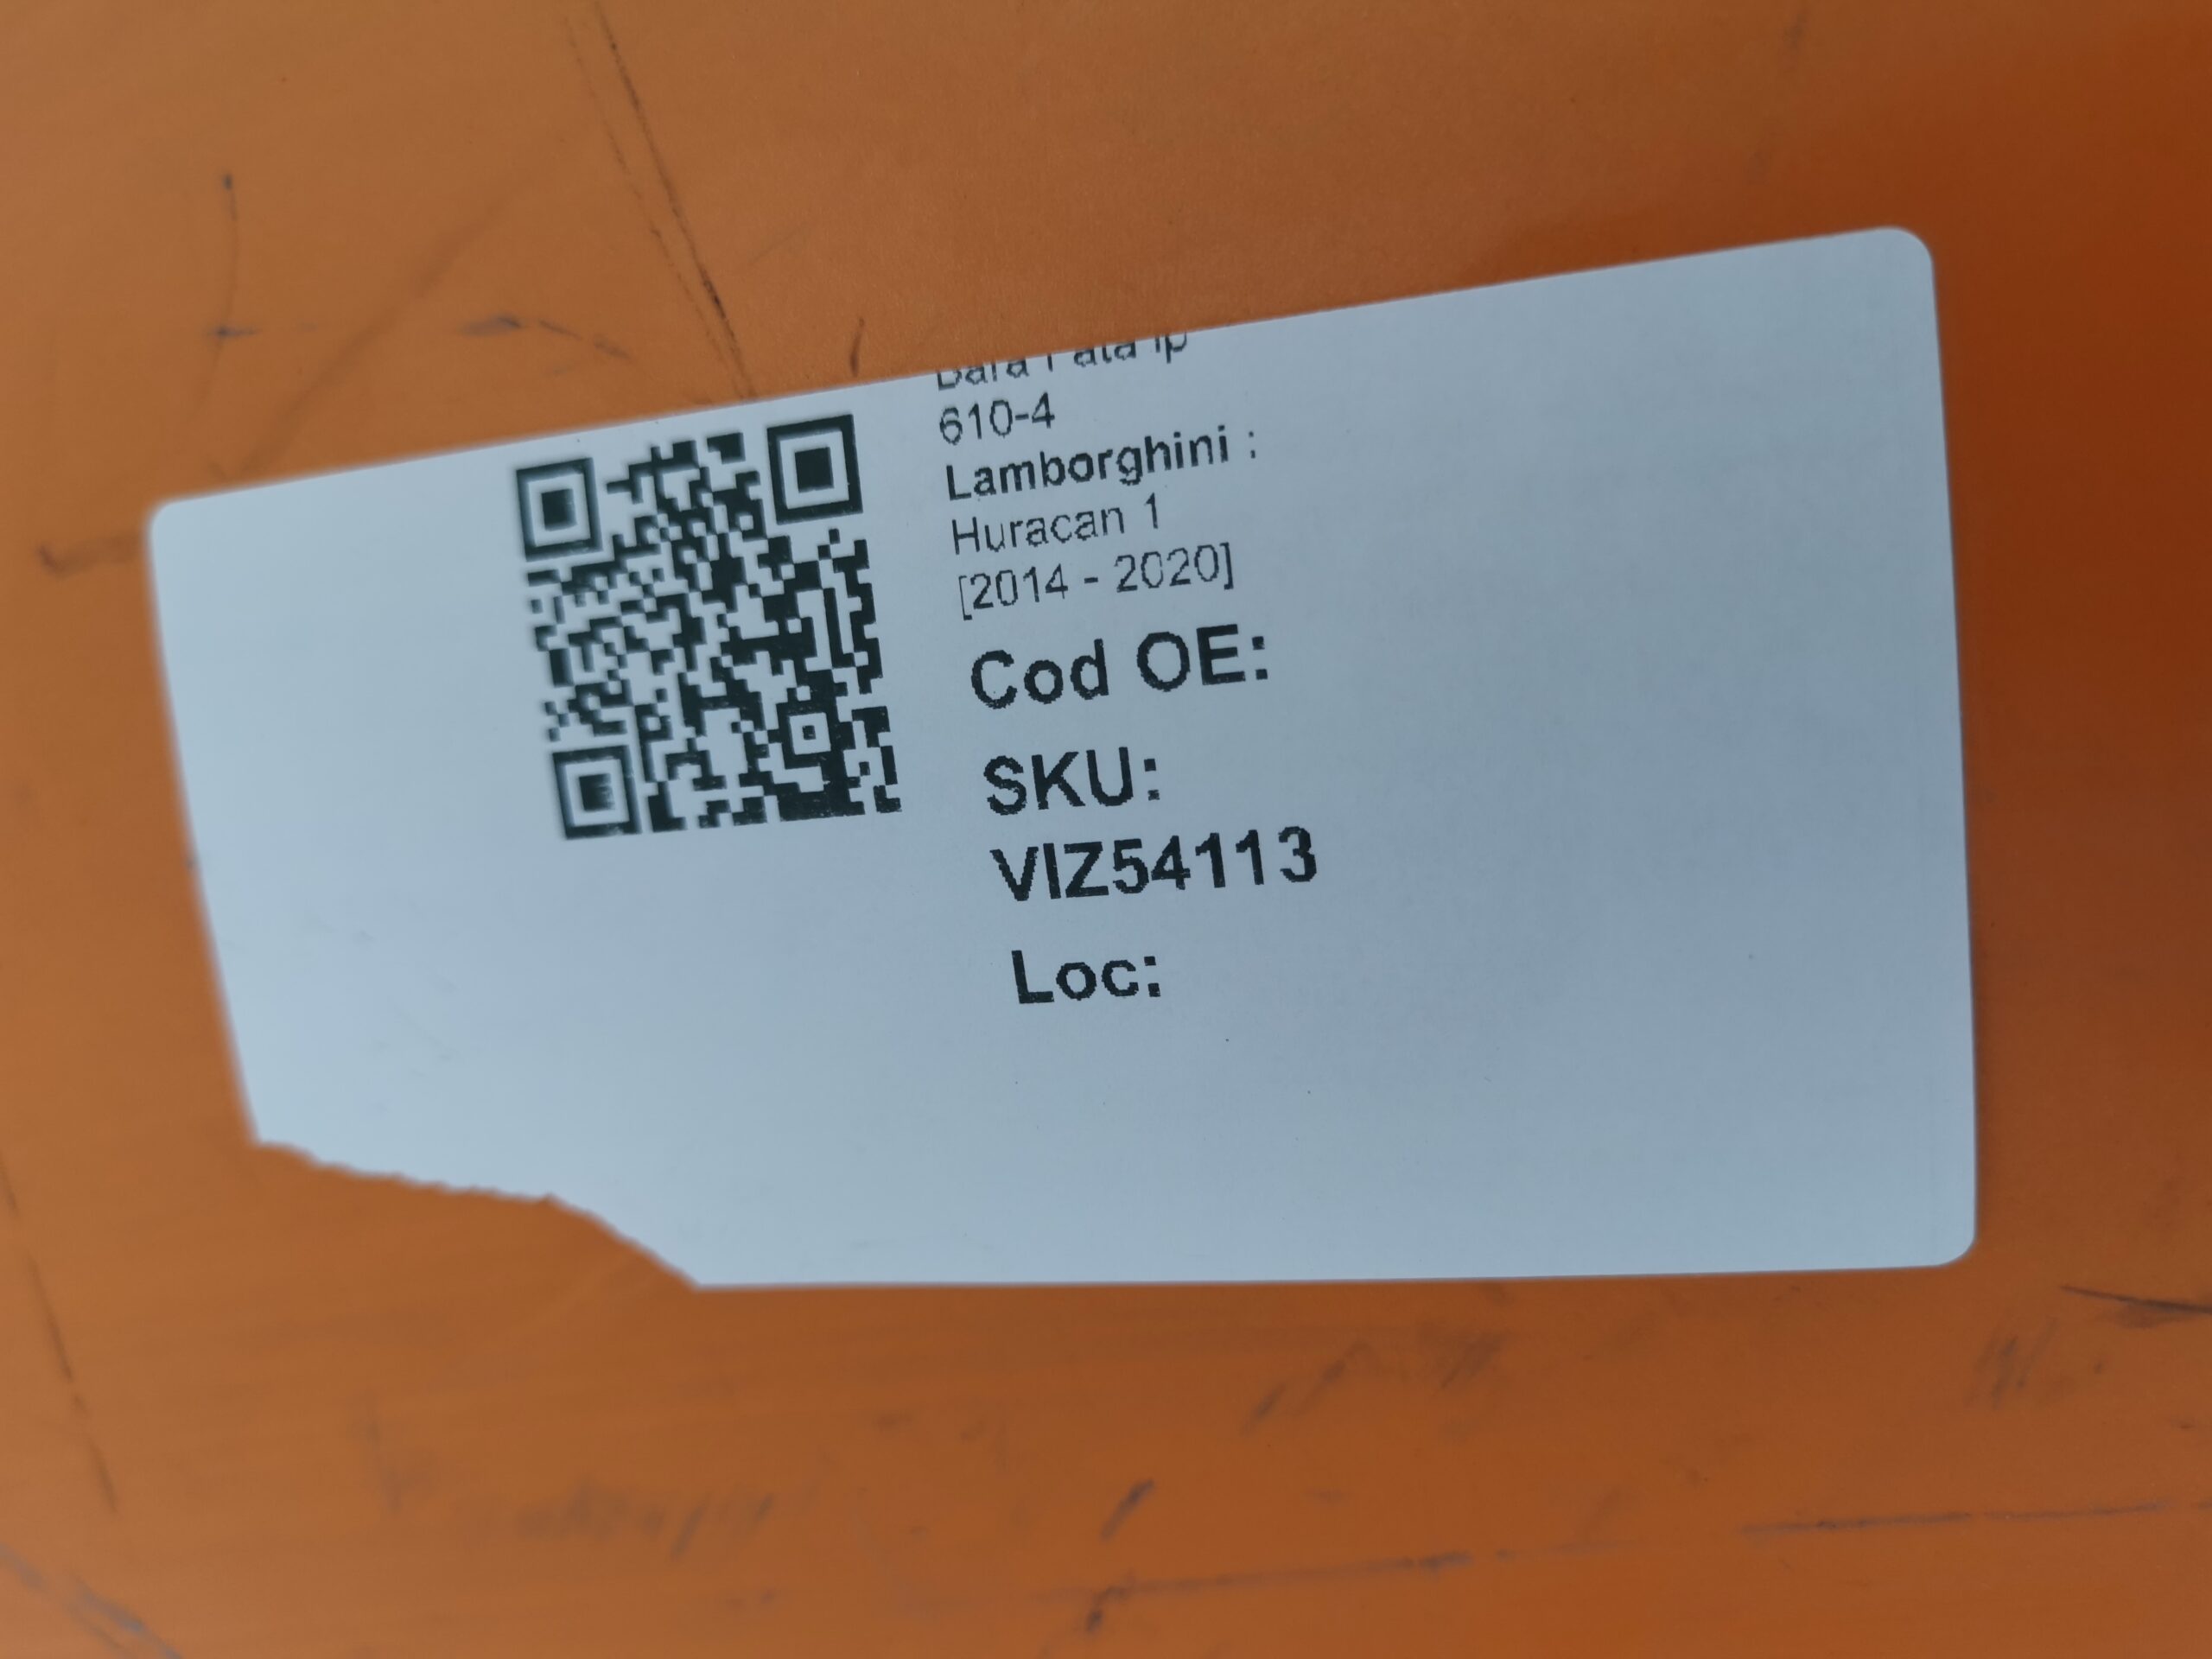 610-4
Lamborghini :
Huracan 1
[2014 - 2020]
Cod OE:
SKU:
VIZ54113
Loc: